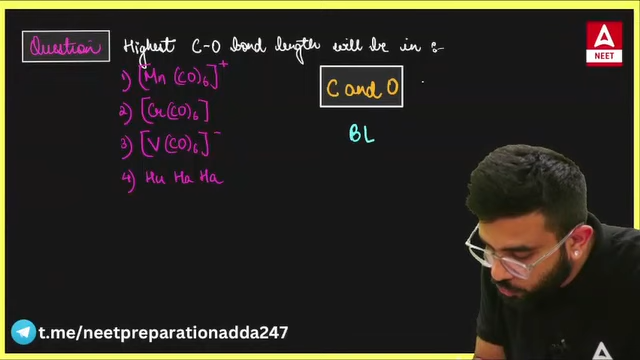 Question Highest C-O bond length will be in :-
1) [Mn (CO)6]+
2) [Cr(CO)6]
3) [V(CO)6]-
4) Hu Ha Ha
C and O
BL
A
NEET
t.me/neetpreparationadda247